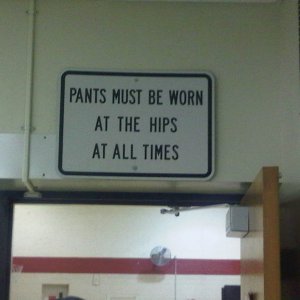 PANTS MUST BE WORN
AT THE HIPS
AT ALL TIMES